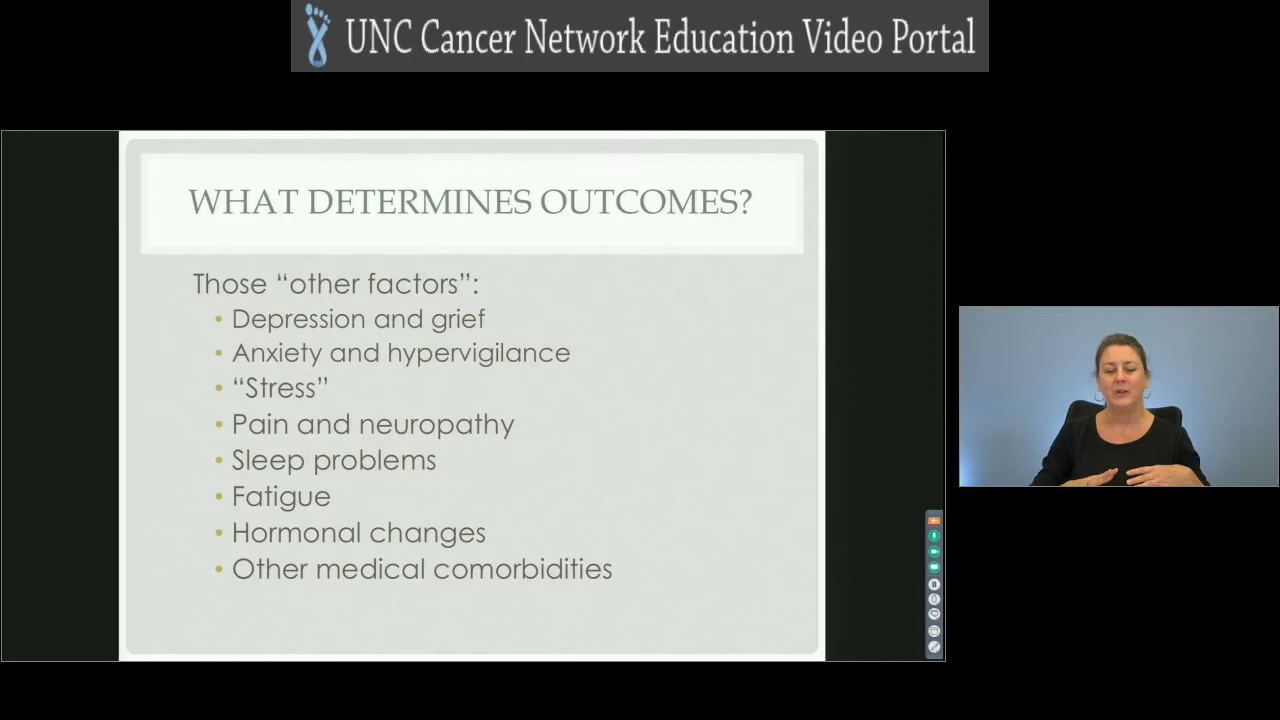 UNC Cancer Network Education Video Portal
WHAT DETERMINES OUTCOMES?
Those “other factors”:
• Depression and grief
• Anxiety and hypervigilance
• “Stress”
• Pain and neuropathy
• Sleep problems
• Fatigue
• Hormonal changes
• Other medical comorbidities